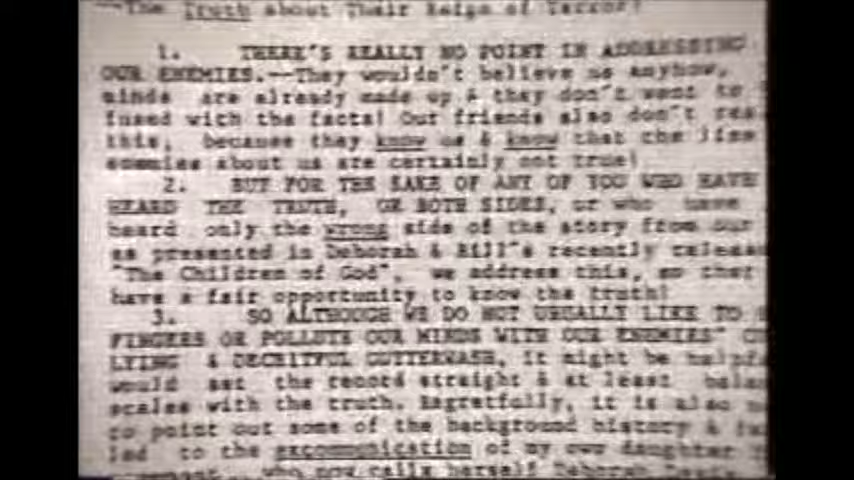 --The Truth about Their Reign of Terror!
1. THERE'S REALLY NO POINT IN ADDRESSING
OUR ENEMIES.--They wouldn't believe us anyhow,
minds are already made up & they don't want to
fused with the facts! Our friends also don't
this, because they know us & know that the lies
enemies about us are certainly not true!
2. BUT FOR THE SAKE OF ANY OF YOU WHO HAVE
HEARD THE TRUTH, OR BOTH SIDES, or who have
heard only the wrong side of the story from our
as presented in Deborah & Bill's recently
"The Children of God", we address this, so that
have a fair opportunity to know the truth!
3. SO ALTHOUGH WE DO NOT USUALLY LIKE TO
FINGERS OR POLLUTE OUR MINDS WITH OUR ENEMIES'
LYING & DECEITFUL GUTTERWASH, it might be
would set the record straight & at least
scales with the truth. Regretfully, it is also
to point out some of the background history &
led to the excommunication of my own daughter
who now calls herself Deborah Davis